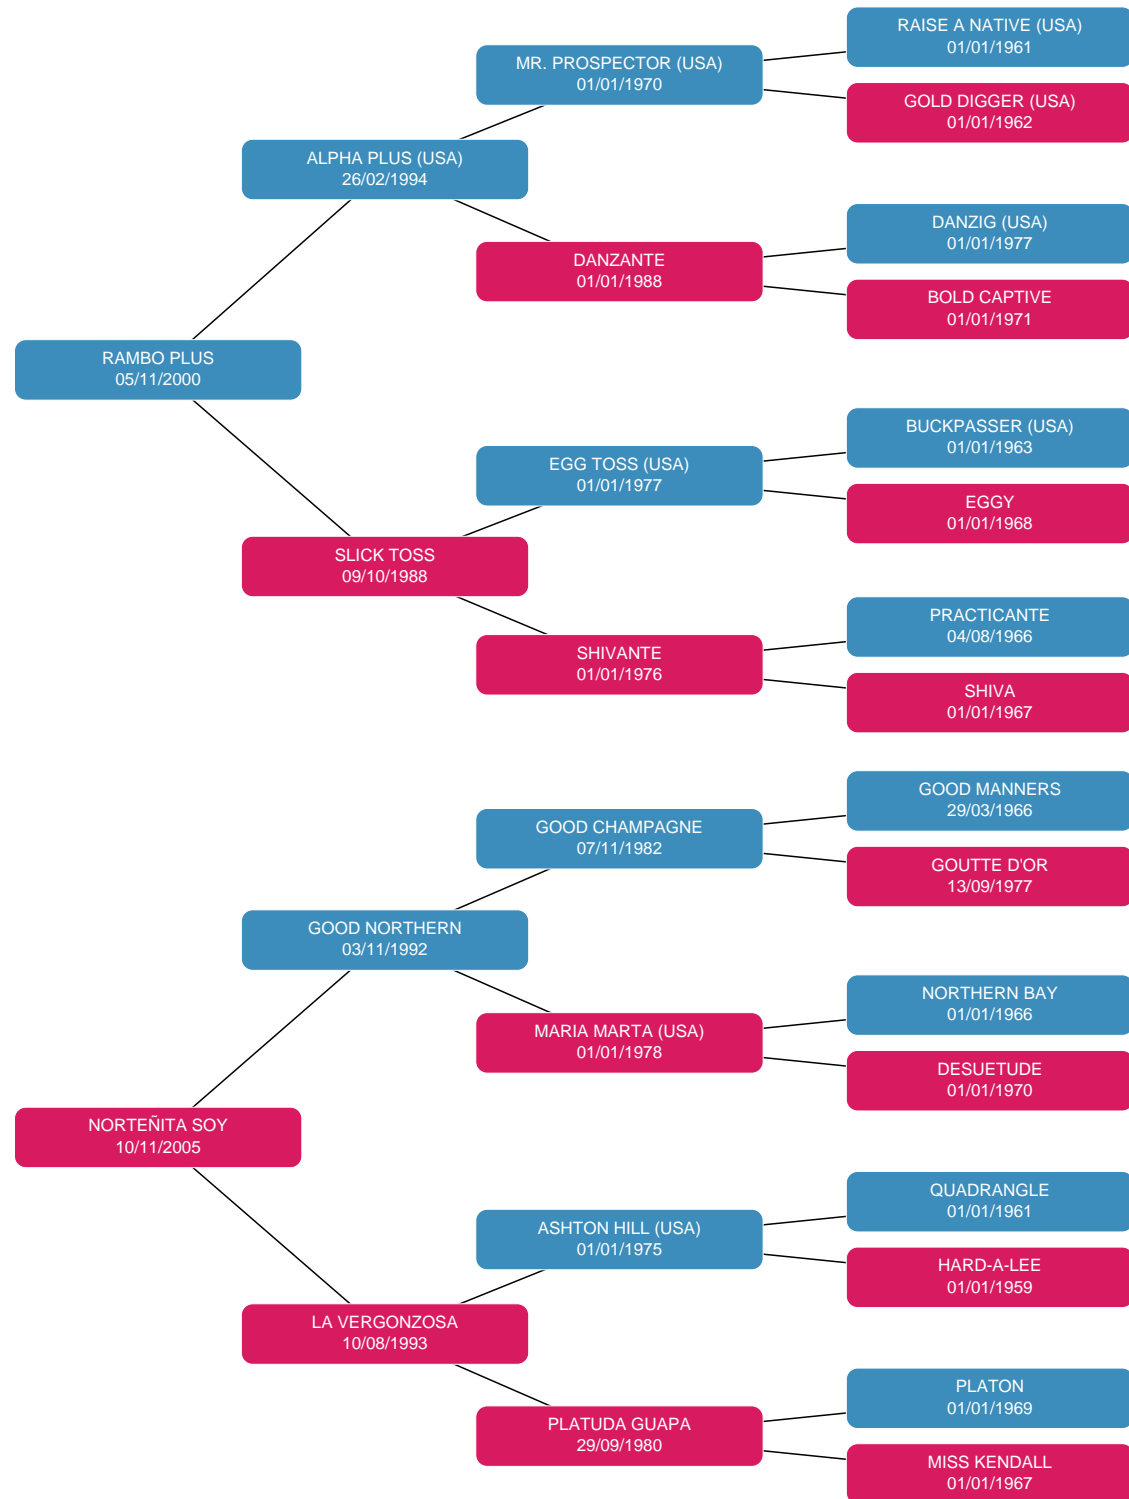 RAISE A NATIVE (USA)
01/01/1961
MR. PROSPECTOR (USA)
01/01/1970
GOLD DIGGER (USA)
01/01/1962
ALPHA PLUS (USA)
26/02/1994
DANZIG (USA)
01/01/1977
DANZANTE
01/01/1988
BOLD CAPTIVE
01/01/1971
RAMBO PLUS
05/11/2000
BUCKPASSER (USA)
01/01/1963
EGG TOSS (USA)
01/01/1977
EGGY
01/01/1968
SLICK TOSS
09/10/1988
PRACTICANTE
04/08/1966
SHIVANTE
01/01/1976
SHIVA
01/01/1967
GOOD MANNERS
29/03/1966
GOOD CHAMPAGNE
07/11/1982
GOUTTE D'OR
13/09/1977
GOOD NORTHERN
03/11/1992
NORTHERN BAY
01/01/1966
MARIA MARTA (USA)
01/01/1978
DESUETUDE
01/01/1970
NORTEÑITA SOY
10/11/2005
QUADRANGLE
01/01/1961
ASHTON HILL (USA)
01/01/1975
HARD-A-LEE
01/01/1959
LA VERGONZOSA
10/08/1993
PLATON
01/01/1969
PLATUDA GUAPA
29/09/1980
MISS KENDALL
01/01/1967